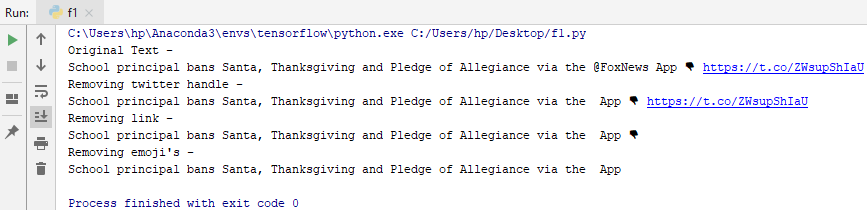 Run: f1
C:\Users\hp\Anaconda3\envs\tensorflow\python.exe C:/Users/hp/Desktop/f1.py
Original Text -
School principal bans Santa, Thanksgiving and Pledge of Allegiance via the @FoxNews App 👎 https://t.co/ZWsupShIaU
Removing twitter handle -
School principal bans Santa, Thanksgiving and Pledge of Allegiance via the  App 👎 https://t.co/ZWsupShIaU
Removing link -
School principal bans Santa, Thanksgiving and Pledge of Allegiance via the  App 👎
Removing emoji's -
School principal bans Santa, Thanksgiving and Pledge of Allegiance via the  App
Process finished with exit code 0